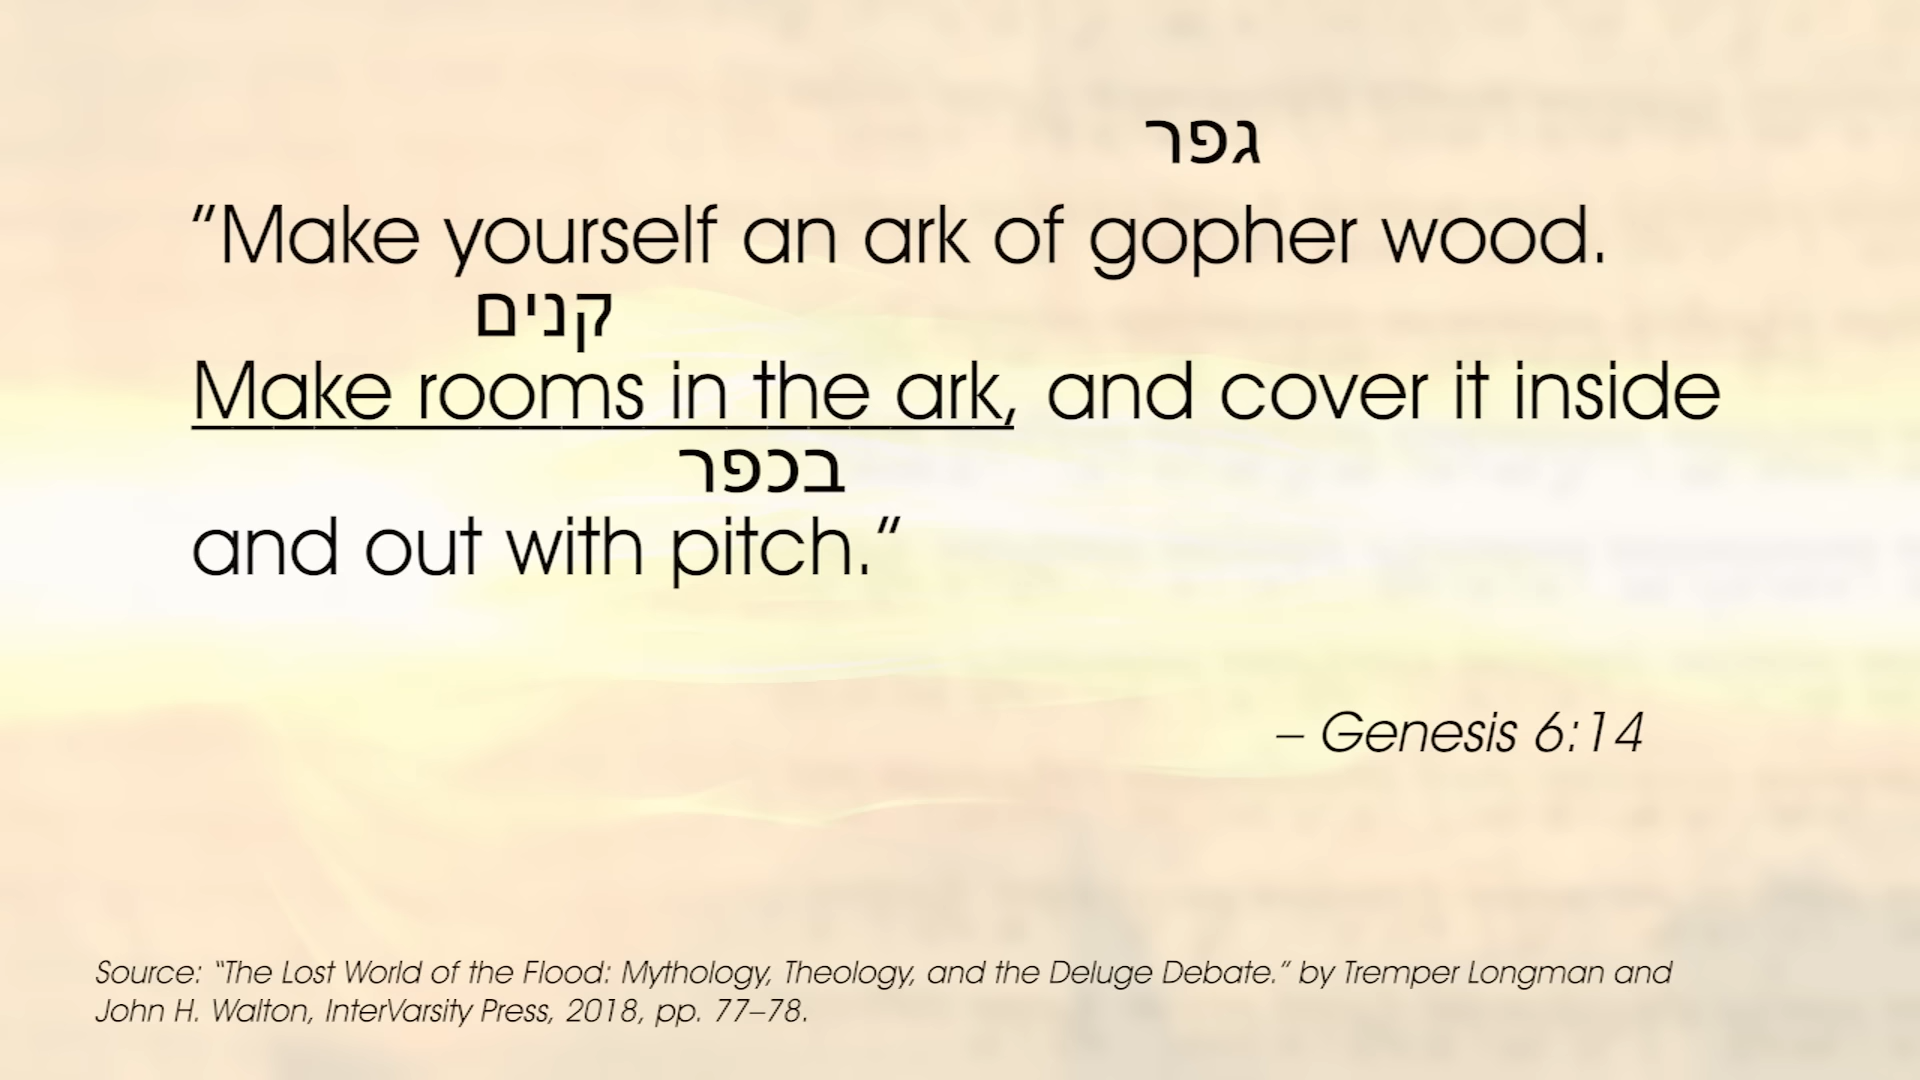 גפר
“Make yourself an ark of gopher wood.
קנים
Make rooms in the ark, and cover it inside
בכפר
and out with pitch.”
– Genesis 6:14
Source: “The Lost World of the Flood: Mythology, Theology, and the Deluge Debate.” by Tremper Longman and
John H. Walton, InterVarsity Press, 2018, pp. 77–78.